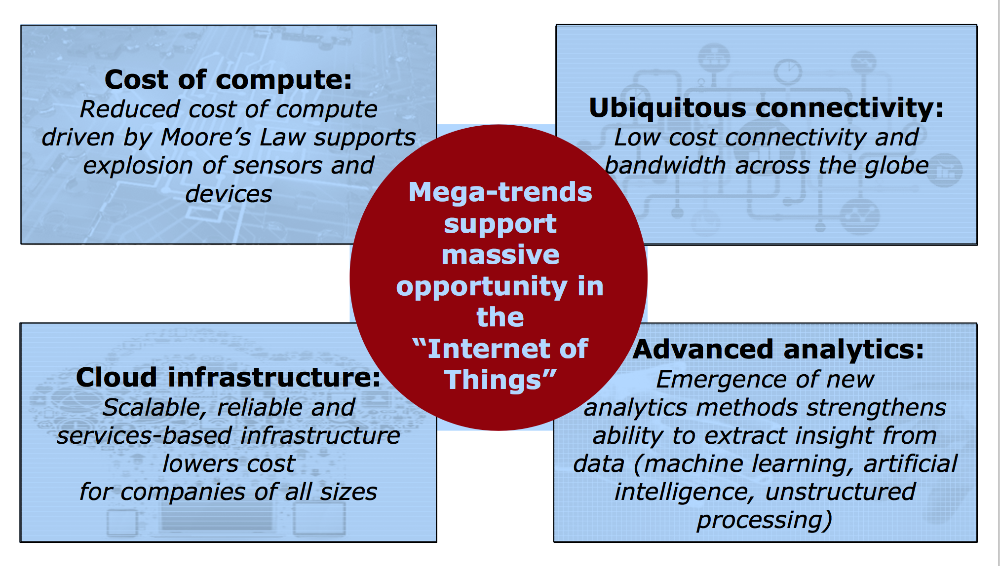 Cost of compute:
Reduced cost of compute
driven by Moore’s Law supports
explosion of sensors and
devices
Ubiquitous connectivity:
Low cost connectivity and
bandwidth across the globe
Mega-trends
support
massive
opportunity in
the
“Internet of
Things”
Cloud infrastructure:
Scalable, reliable and
services-based infrastructure
lowers cost
for companies of all sizes
Advanced analytics:
Emergence of new
analytics methods strengthens
ability to extract insight from
data (machine learning, artificial
intelligence, unstructured
processing)